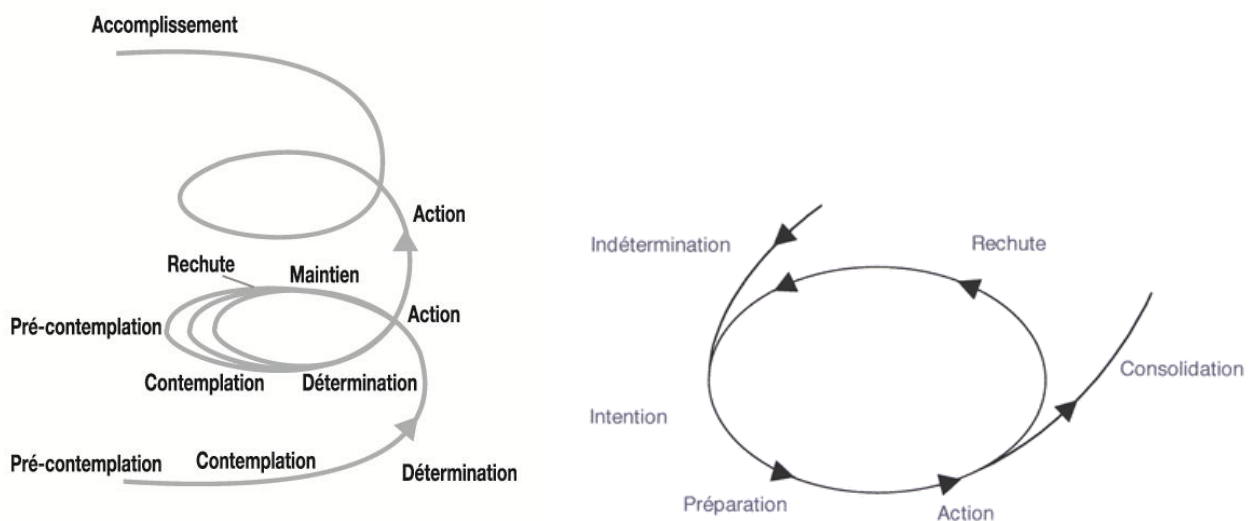 Accomplissement
Action
Rechute
Maintien
Pré-contemplation
Action
Contemplation
Détermination
Pré-contemplation
Contemplation
Détermination
Indétermination
Rechute
Consolidation
Intention
Préparation
Action